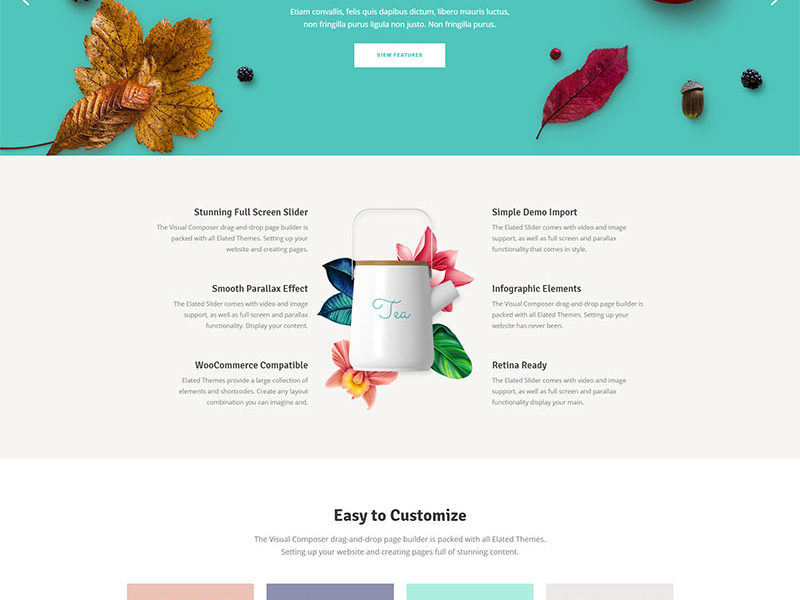 Etiam convallis, felis quis dapibus dictum, libero mauris luctus,
non fringilla purus ligula non justo. Non fringilla purus.
VIEW FEATURES
Stunning Full Screen Slider
The Visual Composer drag-and-drop page builder is
packed with all Elated Themes. Setting up your
website and creating pages.
Smooth Parallax Effect
The Elated Slider comes with video and image
support, as well as full screen and parallax
functionality. Display your content.
WooCommerce Compatible
Elated Themes provide a large collection of
elements and shortcodes. Create any layout
combination you can imagine and.
Tea
Simple Demo Import
The Elated Slider comes with video and image
support, as well as full screen and parallax
functionality that comes in style.
Infographic Elements
The Visual Composer drag-and-drop page builder is
packed with all Elated Themes. Setting up your
website has never been.
Retina Ready
The Elated Slider comes with video and image
support, as well as full screen and parallax
functionality display your main.
Easy to Customize
The Visual Composer drag-and-drop page builder is packed with all Elated Themes.
Setting up your website and creating pages full of stunning content.